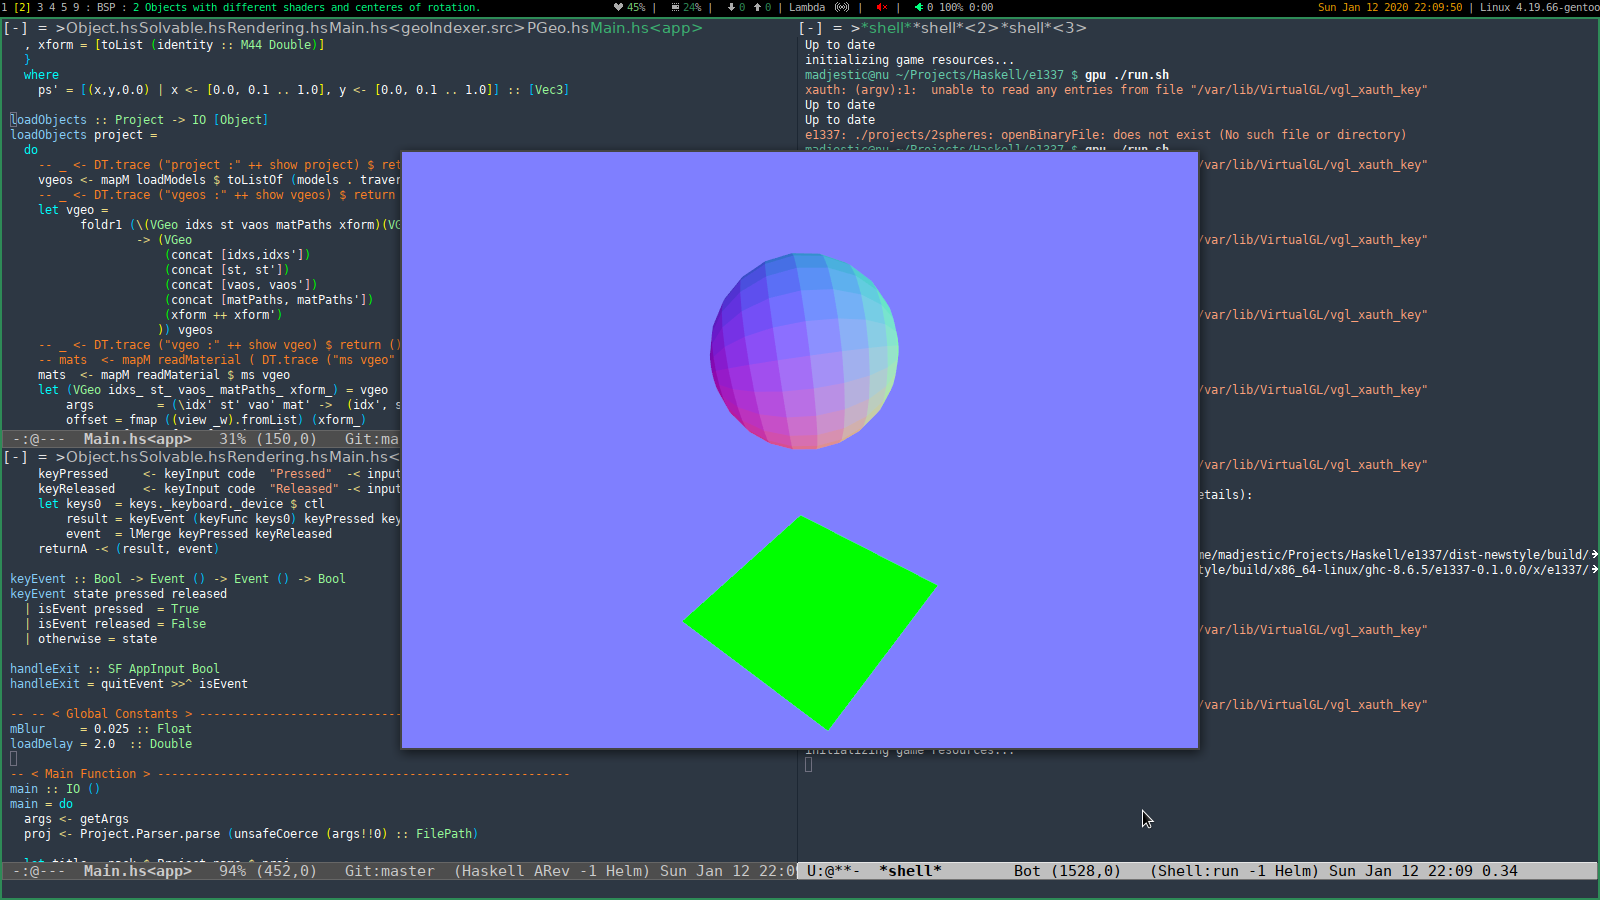 1 [2] 3 4 5 9 : BSP : 2 Objects with different shaders and centeres of rotation.
45% | 24% | 0 0 | Lambda | | 0 100% 0:00
Sun Jan 12 2020 22:09:50 | Linux 4.19.66-gentoo
[-] = >Object.hsSolvable.hsRendering.hsMain.hs<geoIndexer.src>PGeo.hsMain.hs<app>
, xform = [toList (identity :: M44 Double)]
}
where
ps' = [(x,y,0.0) | x <- [0.0, 0.1 .. 1.0], y <- [0.0, 0.1 .. 1.0]] :: [Vec3]
loadObjects :: Project -> IO [Object]
loadObjects project =
do
-- _ <- DT.trace ("project :" ++ show project) $ ret
vgeos <- mapM loadModels $ toListOf (models . traver
-- _ <- DT.trace ("vgeos :" ++ show vgeos) $ return
let vgeo =
foldr1 (\(VGeo idxs st vaos matPaths xform)(VG
-> (VGeo
(concat [idxs,idxs'])
(concat [st, st'])
(concat [vaos, vaos'])
(concat [matPaths, matPaths'])
(xform ++ xform')
)) vgeos
-- _ <- DT.trace ("vgeo :" ++ show vgeo) $ return ()
-- mats  <- mapM readMaterial ( DT.trace ("ms vgeo"
mats  <- mapM readMaterial $ ms vgeo
let (VGeo idxs_ st_ vaos_ matPaths_ xform_) = vgeo
args         = (\idx' st' vao' mat' ->  (idx', s
offset = fmap ((view _w).fromList) (xform_)
-:@---  Main.hs<app>   31% (150,0)   Git:ma
[-] = >Object.hsSolvable.hsRendering.hsMain.hs<
keyPressed    <- keyInput code  "Pressed"  -< input
keyReleased   <- keyInput code  "Released" -< input
let keys0  = keys._keyboard._device $ ctl
result = keyEvent (keyFunc keys0) keyPressed key
event  = lMerge keyPressed keyReleased
returnA -< (result, event)
keyEvent :: Bool -> Event () -> Event () -> Bool
keyEvent state pressed released
| isEvent pressed  = True
| isEvent released = False
| otherwise = state
handleExit :: SF AppInput Bool
handleExit = quitEvent >>^ isEvent
-- -- < Global Constants > -----------------------------
mBlur     = 0.025 :: Float
loadDelay = 2.0  :: Double
-- < Main Function > -----------------------------------------------------------
main :: IO ()
main = do
args <- getArgs
proj <- Project.Parser.parse (unsafeCoerce (args!!0) :: FilePath)
-:@---  Main.hs<app>   94% (452,0)   Git:master  (Haskell ARev -1 Helm) Sun Jan 12 22:0
[-] = >*shell**shell*<2>*shell*<3>
Up to date
initializing game resources...
madjestic@nu ~/Projects/Haskell/e1337 $ gpu ./run.sh
xauth: (argv):1:  unable to read any entries from file "/var/lib/VirtualGL/vgl_xauth_key"
Up to date
Up to date
e1337: ./projects/2spheres: openBinaryFile: does not exist (No such file or directory)
madjestic@nu ~/Projects/Haskell/e1337 $ gpu ./run.sh
/var/lib/VirtualGL/vgl_xauth_key"
/var/lib/VirtualGL/vgl_xauth_key"
/var/lib/VirtualGL/vgl_xauth_key"
/var/lib/VirtualGL/vgl_xauth_key"
/var/lib/VirtualGL/vgl_xauth_key"
etails):
me/madjestic/Projects/Haskell/e1337/dist-newstyle/build/
tyle/build/x86_64-linux/ghc-8.6.5/e1337-0.1.0.0/x/e1337/
/var/lib/VirtualGL/vgl_xauth_key"
/var/lib/VirtualGL/vgl_xauth_key"
initializing game resources...
U:@**-  *shell*         Bot (1528,0)   (Shell:run -1 Helm) Sun Jan 12 22:09 0.34